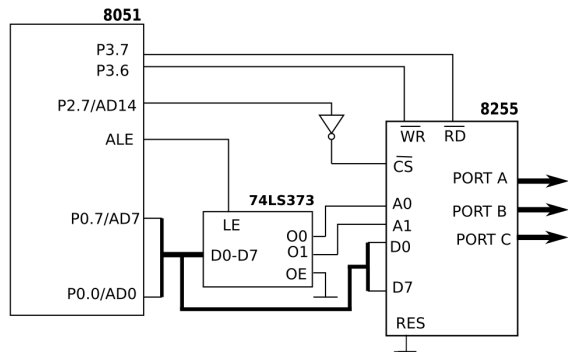 8051
P3.7
P3.6
P2.7/AD14
ALE
P0.7/AD7
P0.0/AD0
74LS373
LE
D0-D7
O0
O1
OE
8255
WR
RD
CS
A0
A1
D0
D7
RES
PORT A
PORT B
PORT C